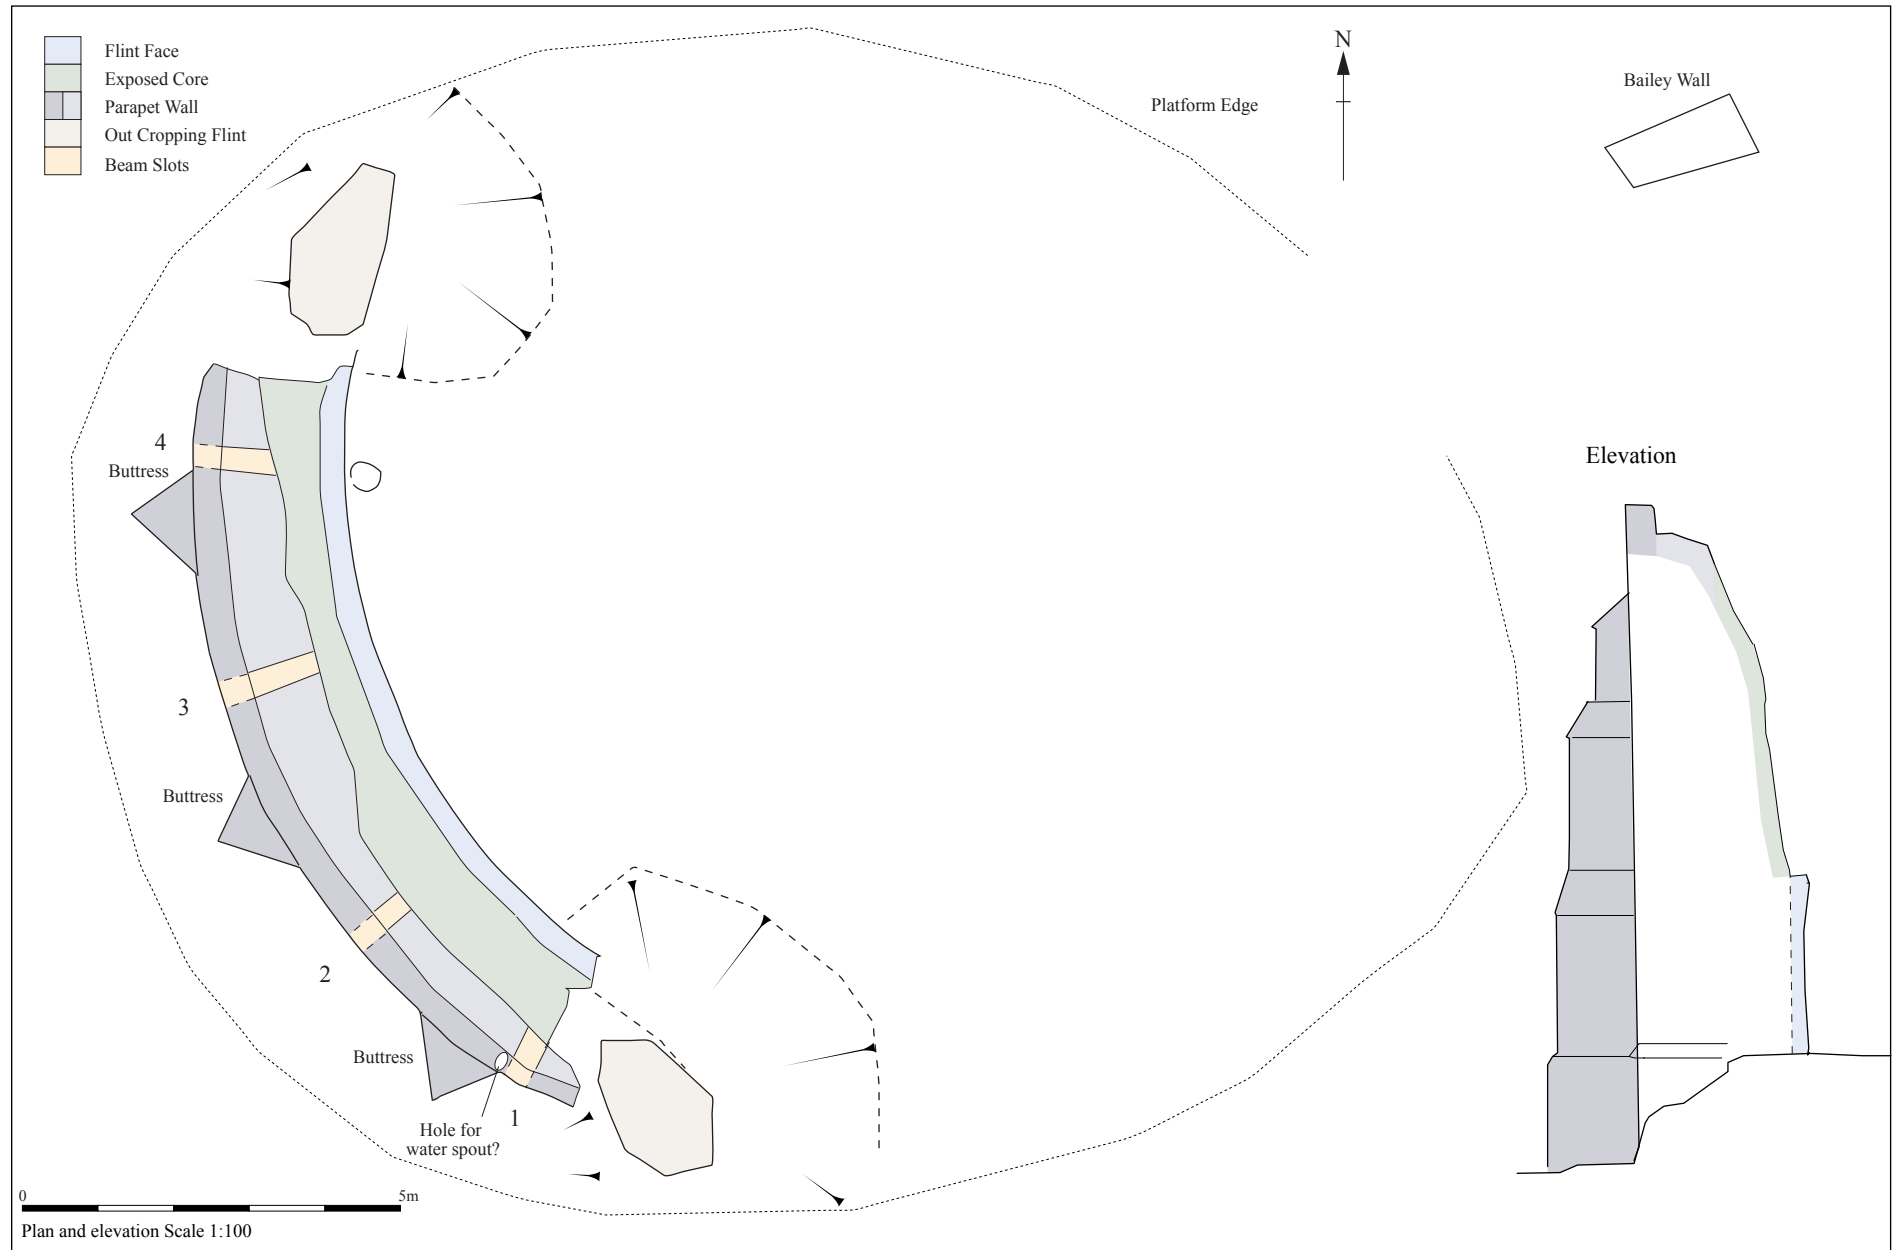 Flint Face
Exposed Core
Parapet Wall
Out Cropping Flint
Beam Slots
N
Platform Edge
Bailey Wall
Elevation
4
Buttress
3
Buttress
2
Buttress
1
Hole for
water spout?
0 5m
Plan and elevation Scale 1:100